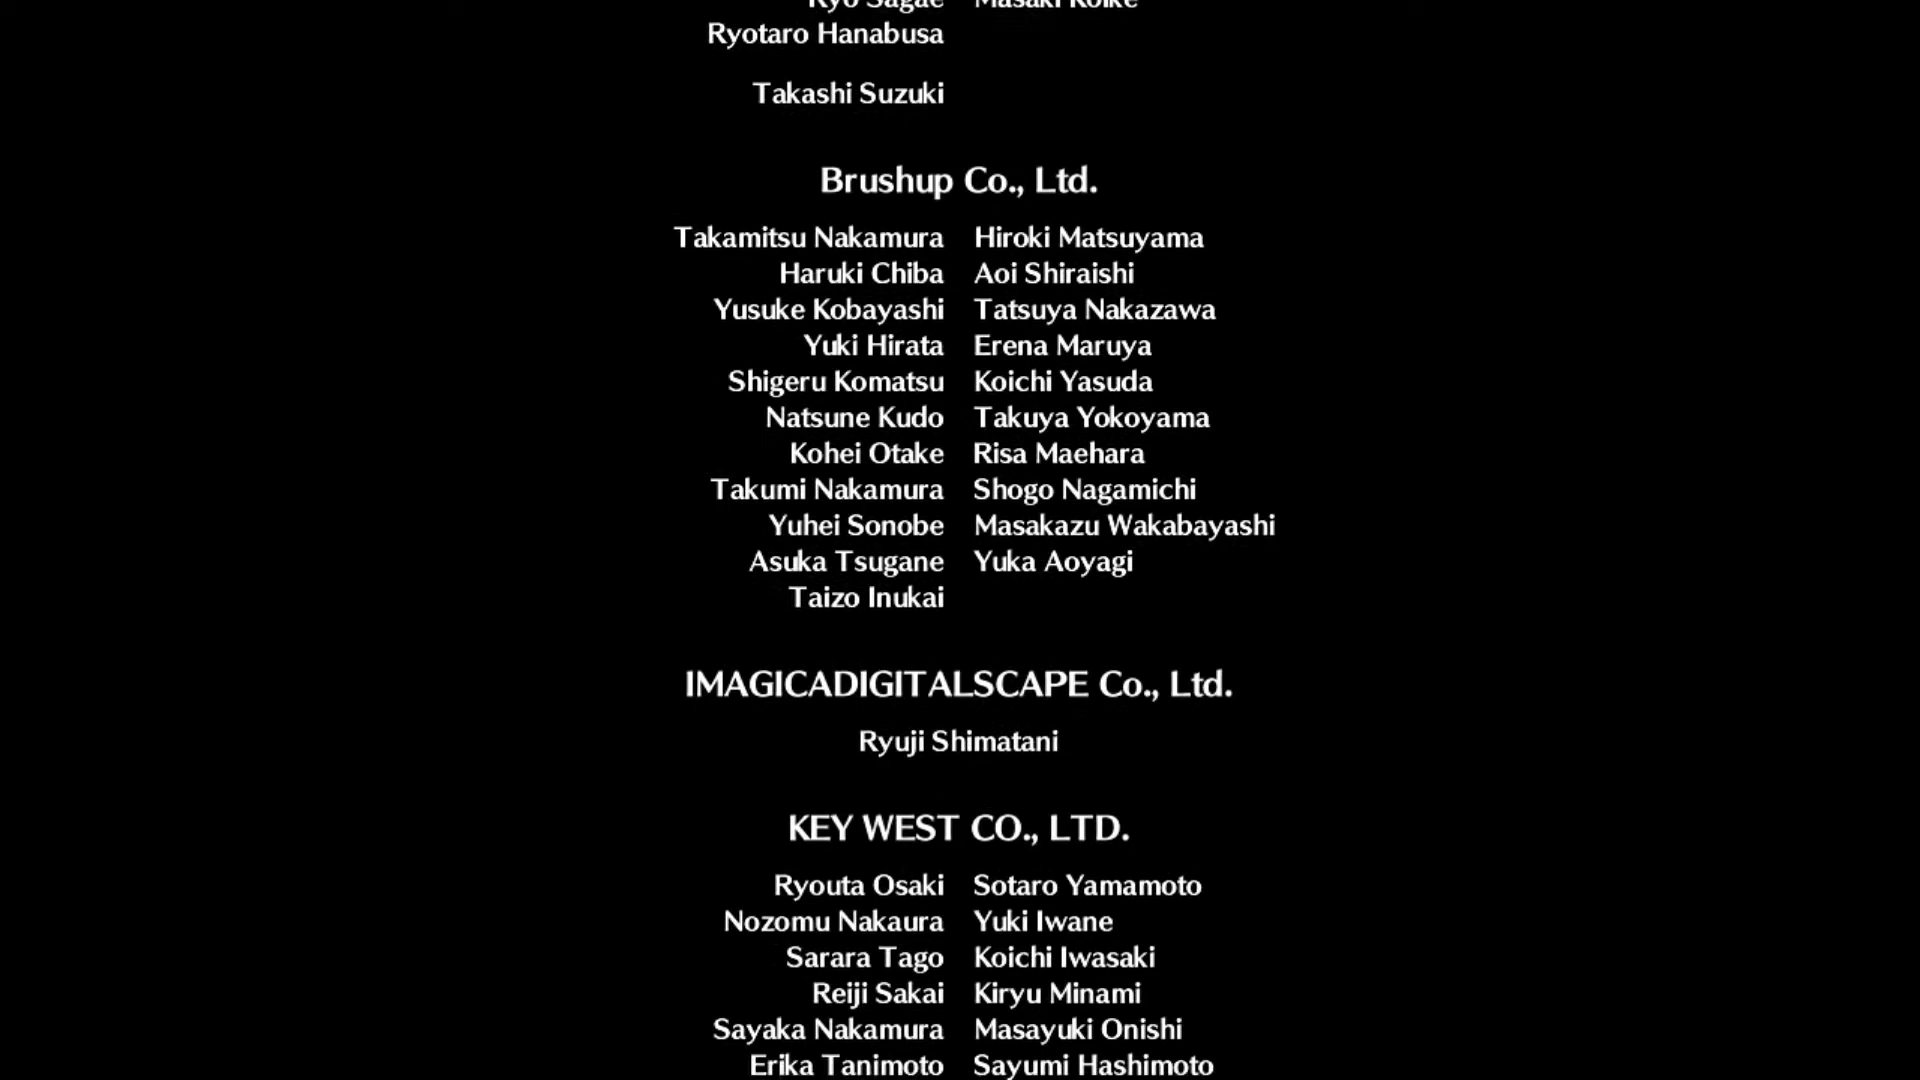 Ryo Sagae Masaki Koike
Ryotaro Hanabusa
Takashi Suzuki
Brushup Co., Ltd.
Takamitsu Nakamura Hiroki Matsuyama
Haruki Chiba Aoi Shiraishi
Yusuke Kobayashi Tatsuya Nakazawa
Yuki Hirata Erena Maruya
Shigeru Komatsu Koichi Yasuda
Natsune Kudo Takuya Yokoyama
Kohei Otake Risa Maehara
Takumi Nakamura Shogo Nagamichi
Yuhei Sonobe Masakazu Wakabayashi
Asuka Tsugane Yuka Aoyagi
Taizo Inukai
IMAGICADIGITALSCAPE Co., Ltd.
Ryuji Shimatani
KEY WEST CO., LTD.
Ryouta Osaki Sotaro Yamamoto
Nozomu Nakaura Yuki Iwane
Sarara Tago Koichi Iwasaki
Reiji Sakai Kiryu Minami
Sayaka Nakamura Masayuki Onishi
Erika Tanimoto Sayumi Hashimoto